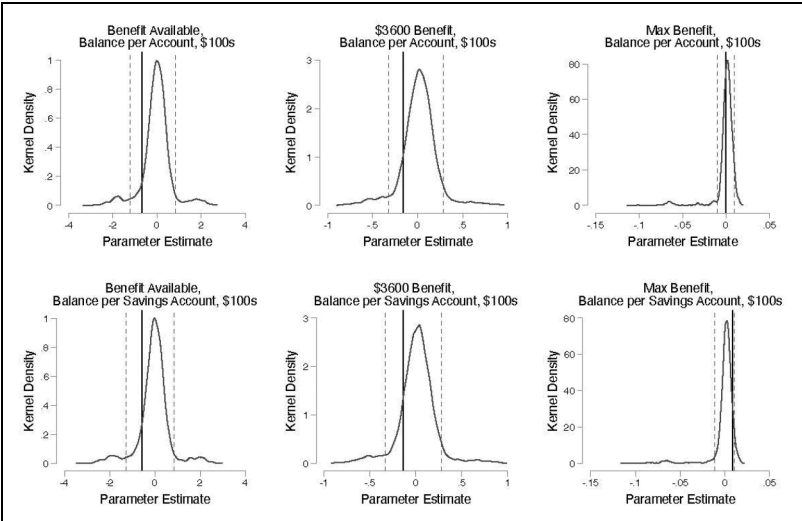 Benefit Available,
Balance per Account, $100s
Kernel Density
1
.8
.6
.4
.2
0
-4
-2
0
2
4
Parameter Estimate
$3600 Benefit,
Balance per Account, $100s
Kernel Density
3
2
1
0
-1
-.5
0
.5
1
Parameter Estimate
Max Benefit,
Balance per Account, $100s
Kernel Density
80
60
40
20
0
-.15
-.1
-.05
0
.05
Parameter Estimate
Benefit Available,
Balance per Savings Account, $100s
Kernel Density
1
.8
.6
.4
.2
0
-4
-2
0
2
4
Parameter Estimate
$3600 Benefit,
Balance per Savings Account, $100s
Kernel Density
3
2
1
0
-1
-.5
0
.5
1
Parameter Estimate
Max Benefit,
Balance per Savings Account, $100s
Kernel Density
80
60
40
20
0
-.15
-.1
-.05
0
.05
Parameter Estimate